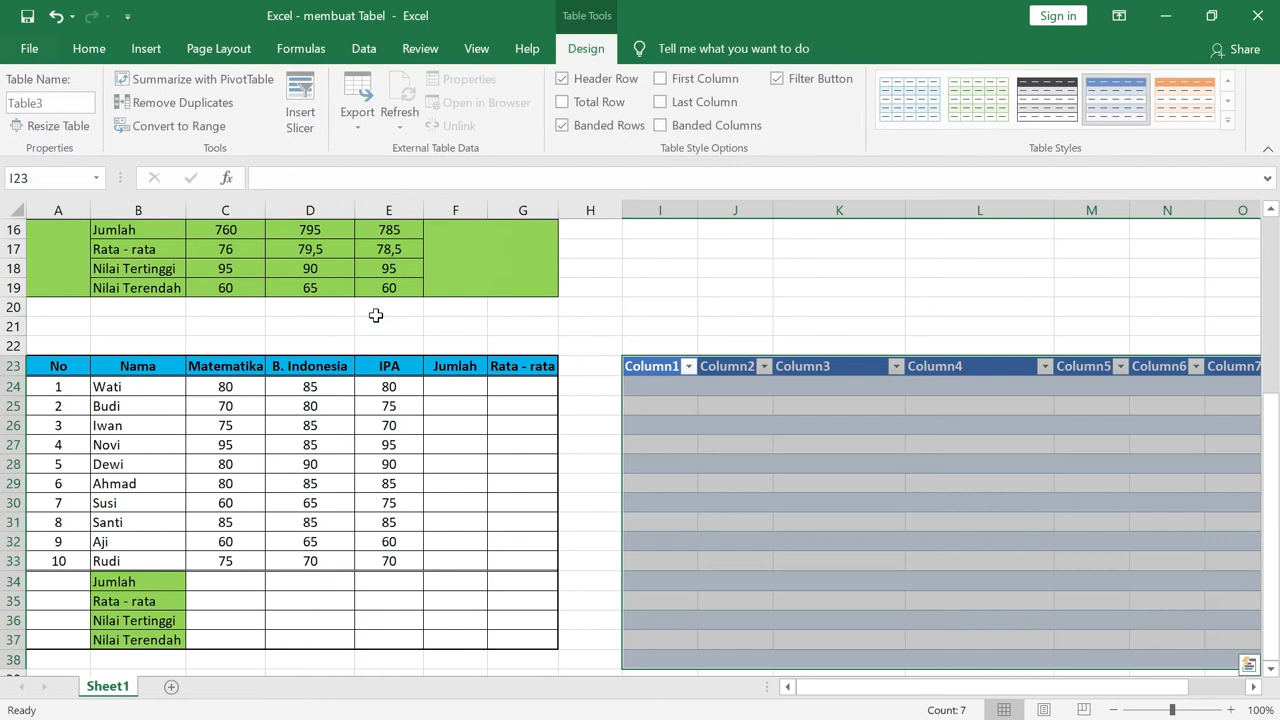 Excel - membuat Tabel - Excel
Table Tools
Sign in
File Home Insert Page Layout Formulas Data Review View Help Design Tell me what you want to do Share
Table Name:
Table3
Resize Table
Properties
Summarize with PivotTable
Remove Duplicates
Convert to Range
Insert
Slicer
Tools
Export
Refresh
Properties
Open in Browser
Unlink
External Table Data
Header Row First Column Filter Button
Total Row Last Column
Banded Rows Banded Columns
Table Style Options
Table Styles
I23
fx
A B C D E F G H I J K L M N O
16 Jumlah 760 795 785
17 Rata - rata 76 79,5 78,5
18 Nilai Tertinggi 95 90 95
19 Nilai Terendah 60 65 60
20
21
22
23 No Nama Matematika B. Indonesia IPA Jumlah Rata - rata Column1 Column2 Column3 Column4 Column5 Column6 Column7
24 1 Wati 80 85 80
25 2 Budi 70 80 75
26 3 Iwan 75 85 70
27 4 Novi 95 85 95
28 5 Dewi 80 90 90
29 6 Ahmad 80 85 85
30 7 Susi 60 65 75
31 8 Santi 85 85 85
32 9 Aji 60 65 60
33 10 Rudi 75 70 70
34 Jumlah
35 Rata - rata
36 Nilai Tertinggi
37 Nilai Terendah
38
Sheet1
Ready
Count: 7
100%